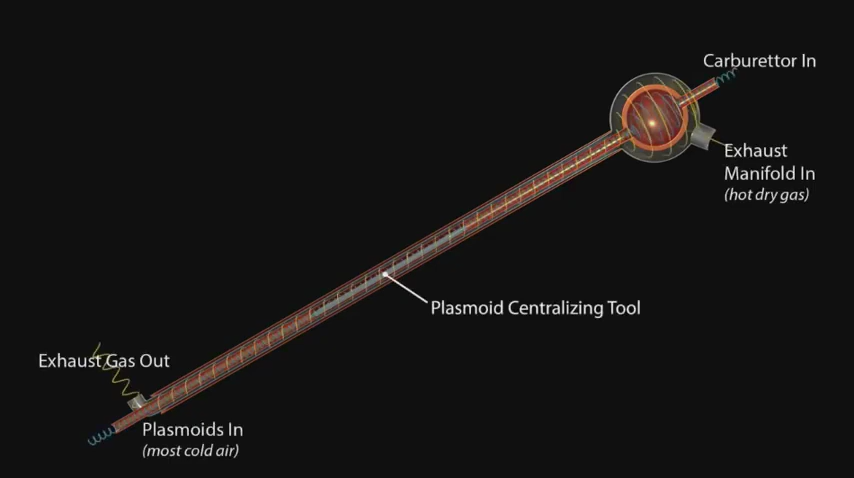 Carburettor In
Exhaust
Manifold In
(hot dry gas)
Plasmoid Centralizing Tool
Exhaust Gas Out
Plasmoids In
(most cold air)